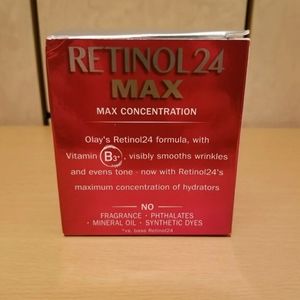 RETINOL24
MAX
MAX CONCENTRATION
Olay's Retinol24 formula, with
Vitamin B3+, visibly smooths wrinkles
and evens tone - now with Retinol24's
maximum concentration of hydrators
NO
FRAGRANCE · PHTHALATES
· MINERAL OIL · SYNTHETIC DYES
*vs. base Retinol24